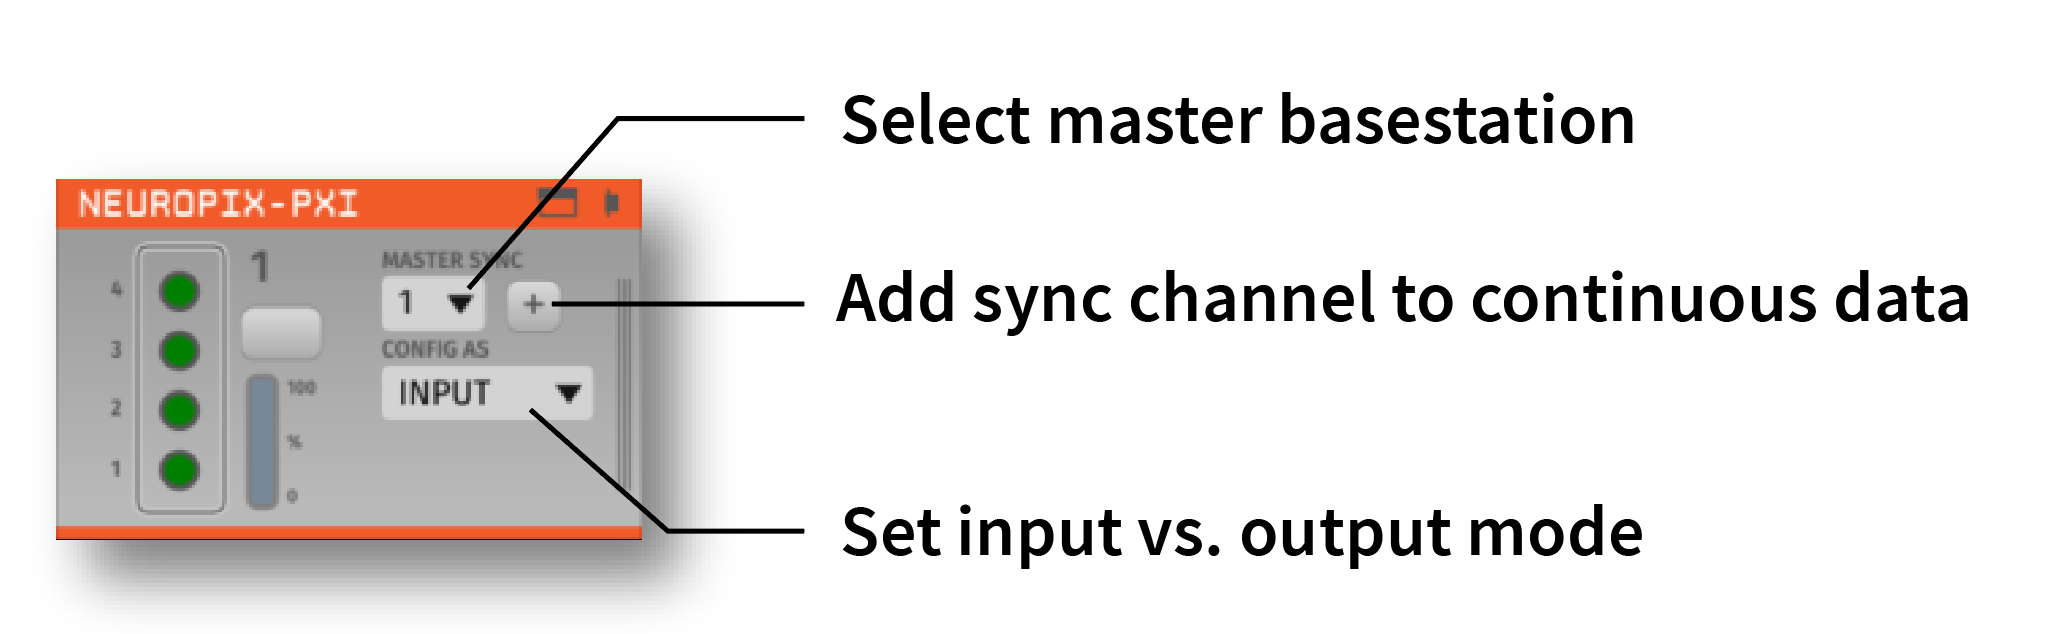 Select master basestation
NEUROPIX-PXI
1
MASTER SYNC
4
1
+
Add sync channel to continuous data
3
CONFIG AS
100
INPUT
2
%
1
0
Set input vs. output mode